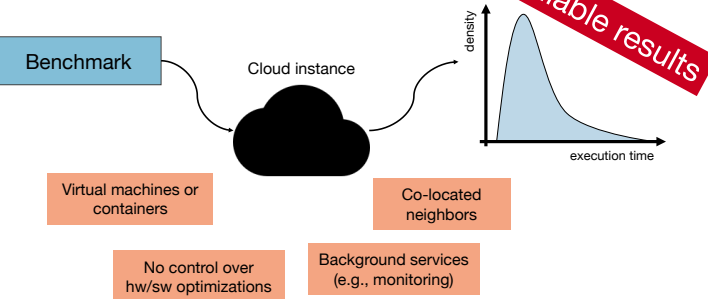 Benchmark
Cloud instance
density
results
execution time
Virtual machines or
containers
Co-located
neighbors
No control over
hw/sw optimizations
Background services
(e.g., monitoring)